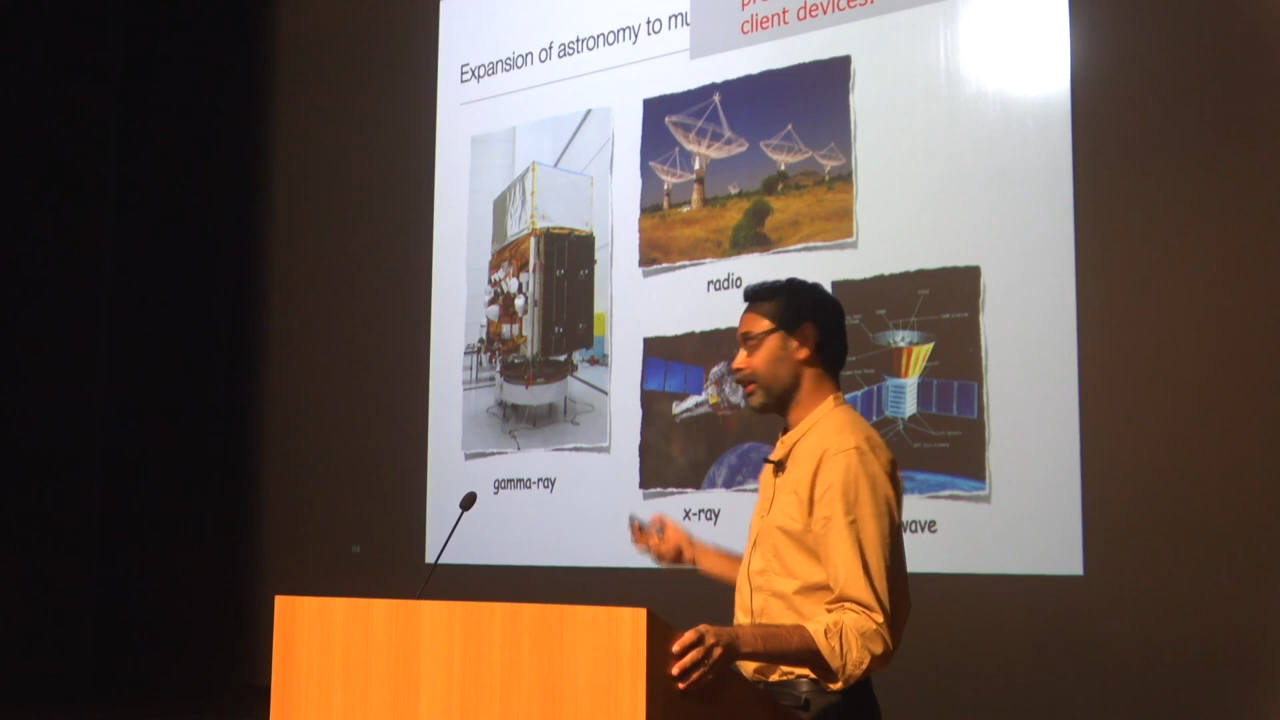 client devices.
Expansion of astronomy to mu
radio
gamma-ray
x-ray
wave